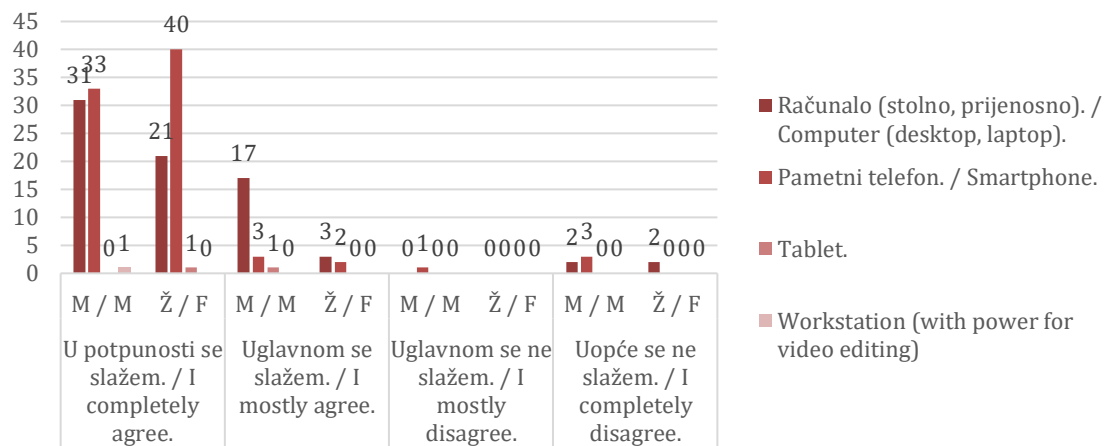 45
40
35
30
25
20
15
10
5
0
31 33 0 1
21 40 1 0
17 3 1 0
3 2 0 0
0 1 0 0
0 0 0 0
2 3 0 0
2 0 0 0
M / M Ž / F M / M Ž / F M / M Ž / F M / M Ž / F
U potpunosti se
slažem. / I
completely
agree.
Uglavnom se
slažem. / I
mostly agree.
Uglavnom se ne
slažem. / I
mostly
disagree.
Uopće se ne
slažem. / I
completely
disagree.
Računalo (stolno, prijenosno). /
Computer (desktop, laptop).
Pametni telefon. / Smartphone.
Tablet.
Workstation (with power for
video editing)